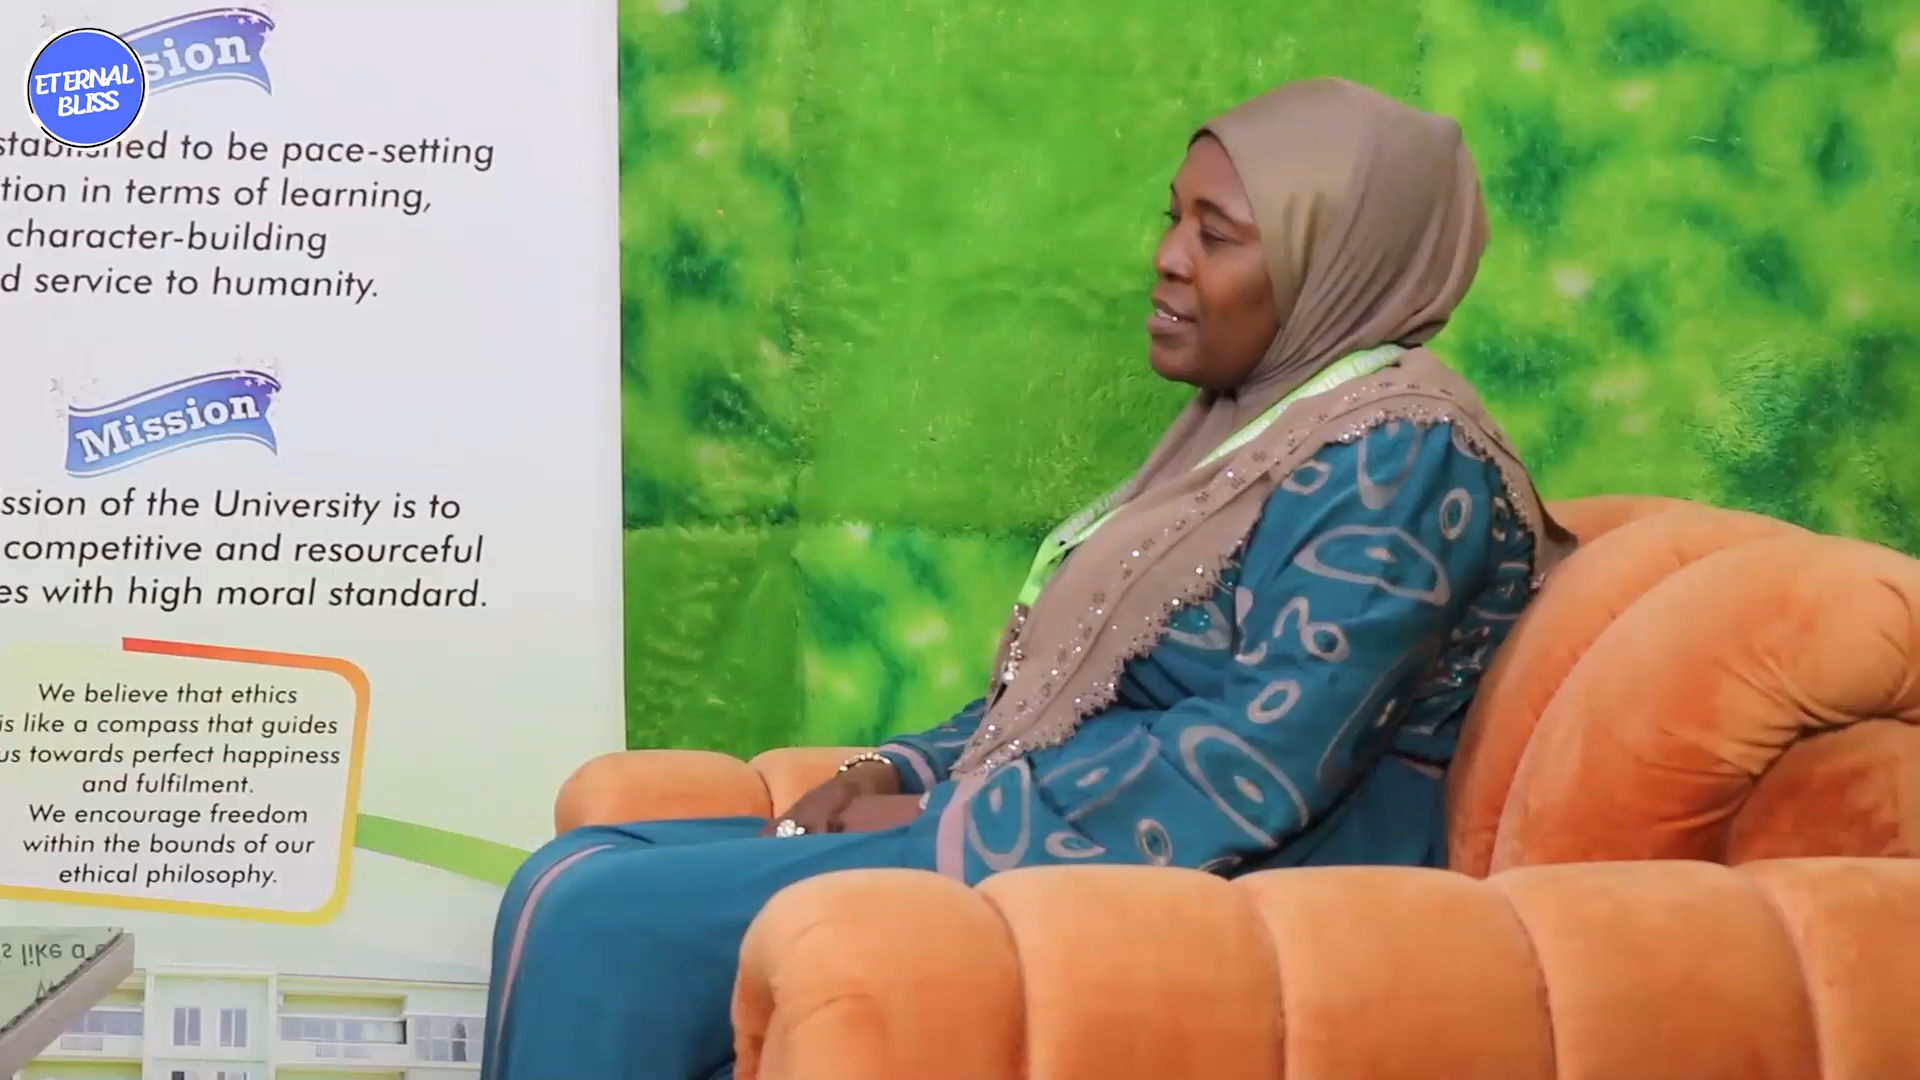 ETERNAL
BLISS
sion
stablished to be pace-setting
tion in terms of learning,
character-building
d service to humanity.
Mission
ssion of the University is to
competitive and resourceful
es with high moral standard.
We believe that ethics
is like a compass that guides
us towards perfect happiness
and fulfilment.
We encourage freedom
within the bounds of our
ethical philosophy.
s like a